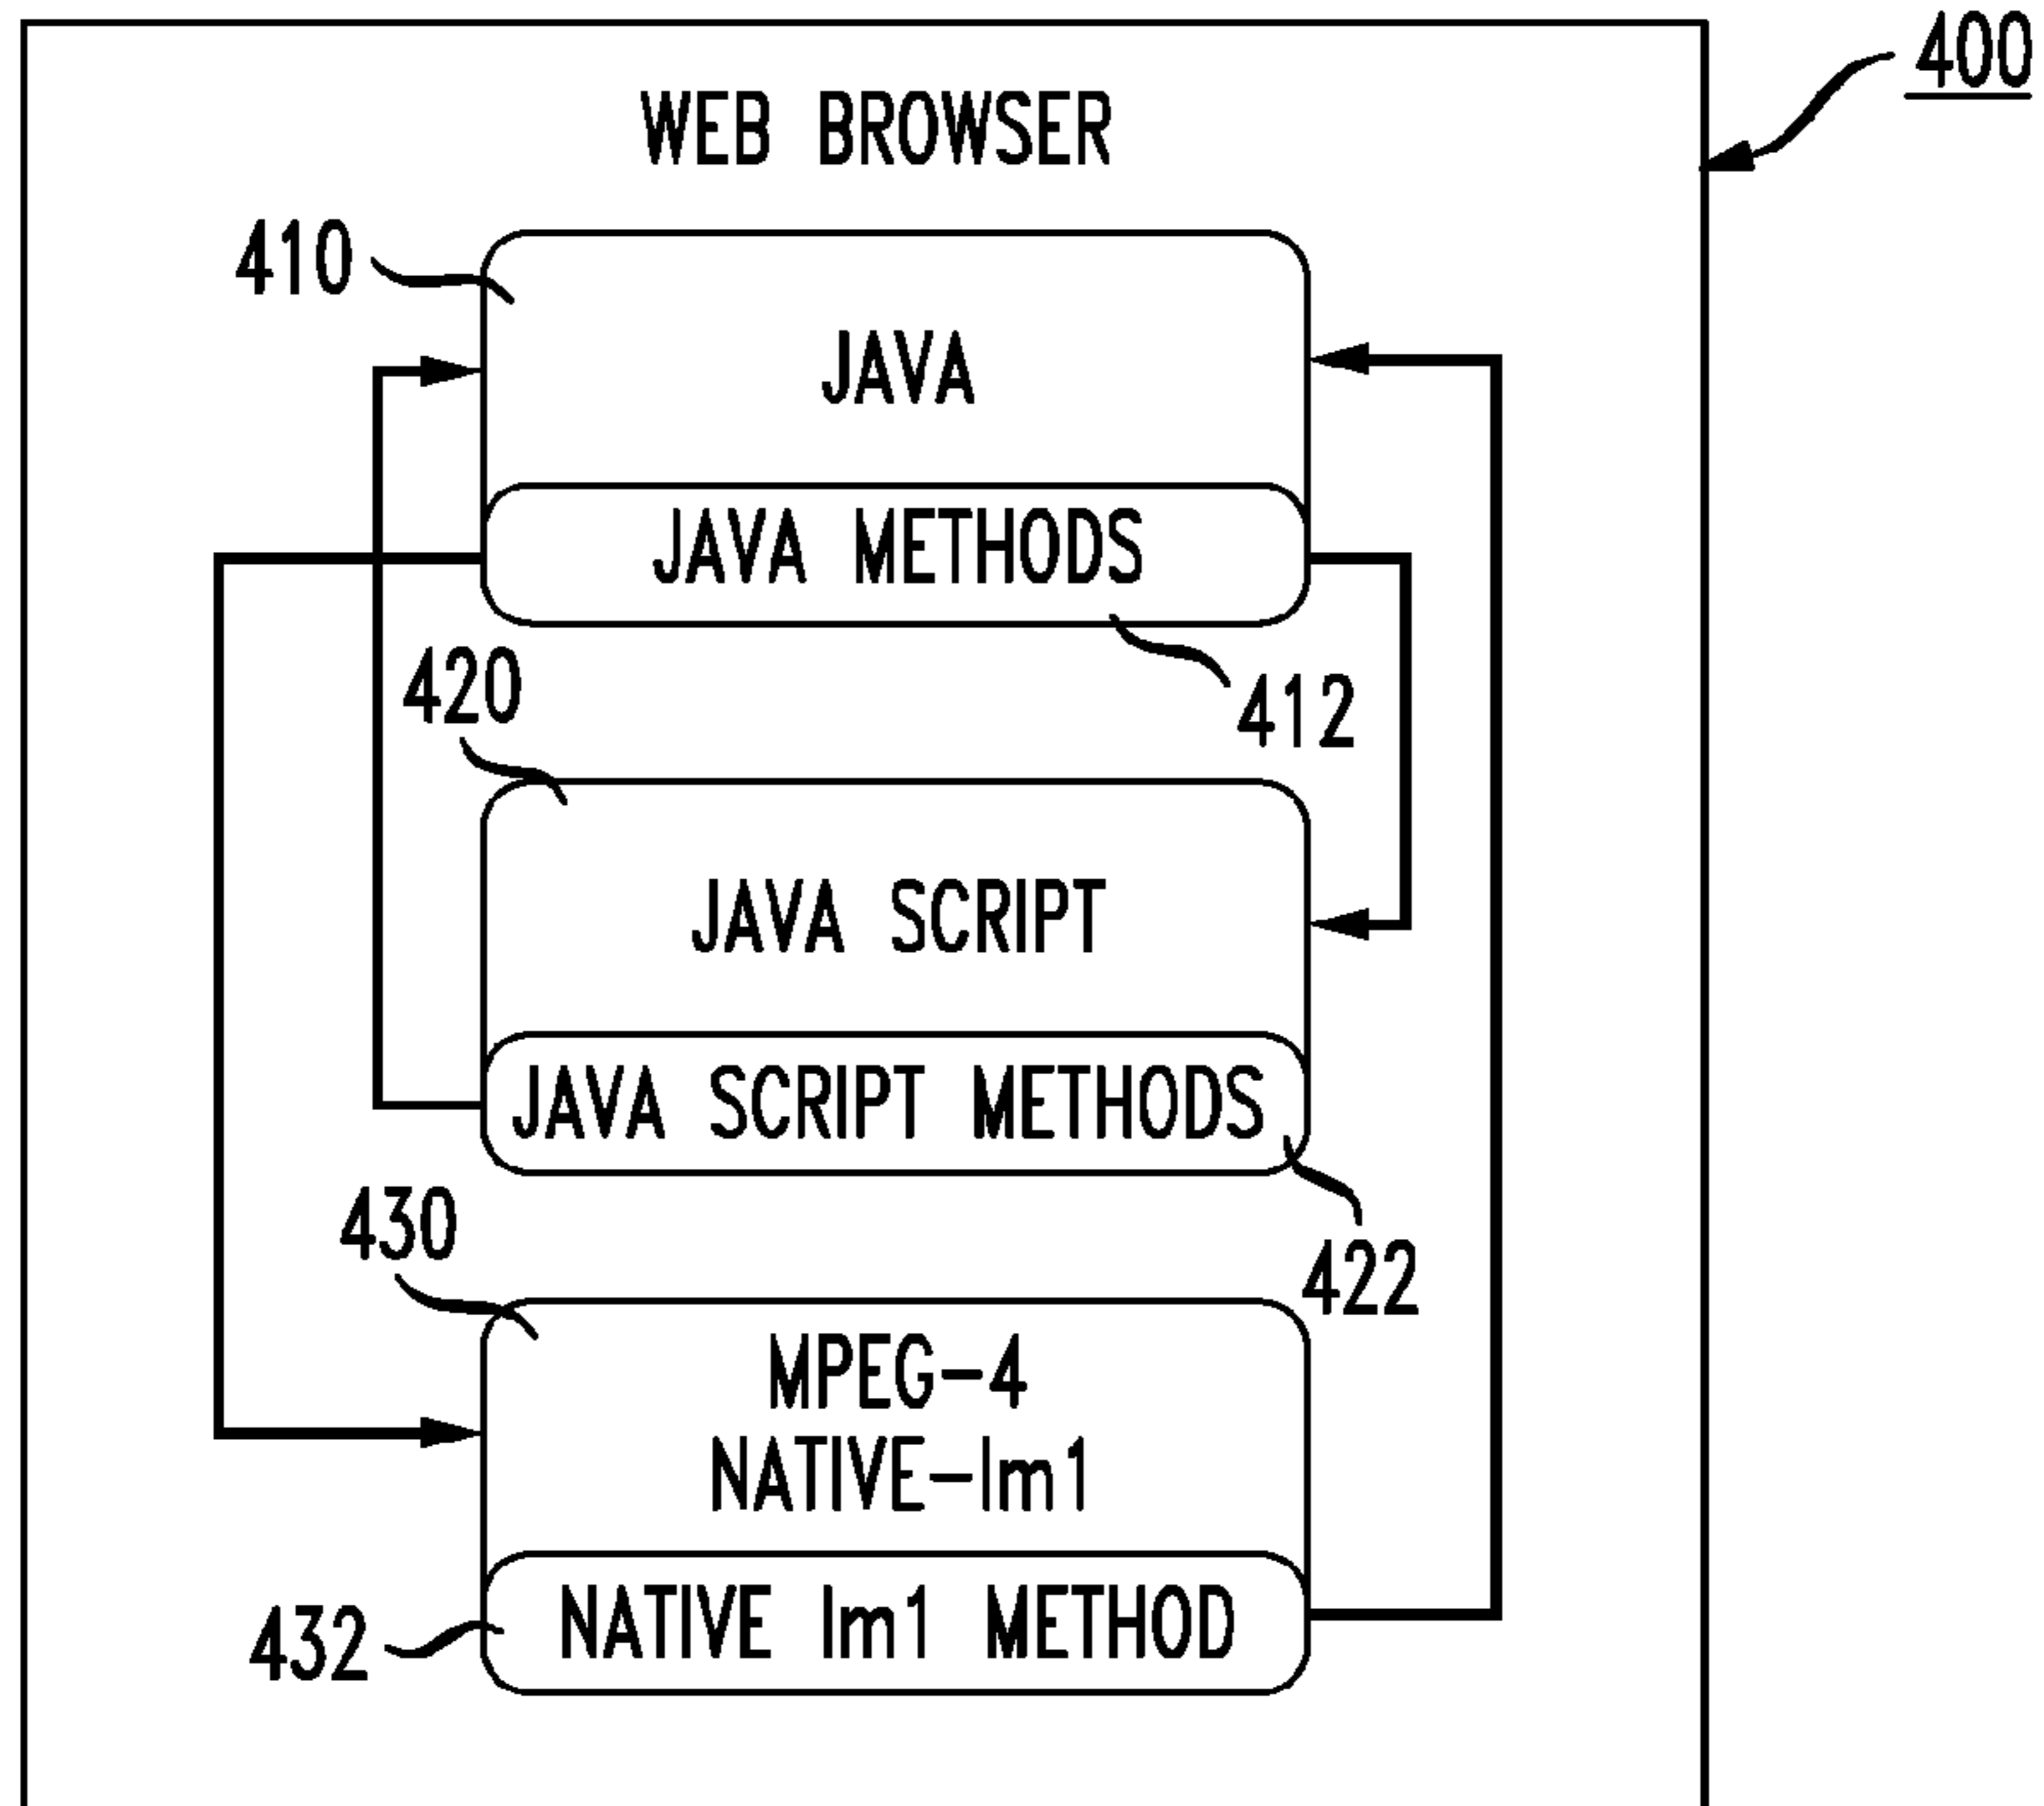 400
WEB BROWSER
410
JAVA
JAVA METHODS
412
420
JAVA SCRIPT
JAVA SCRIPT METHODS
422
430
MPEG-4
NATIVE-Im1
NATIVE Im1 METHOD
432